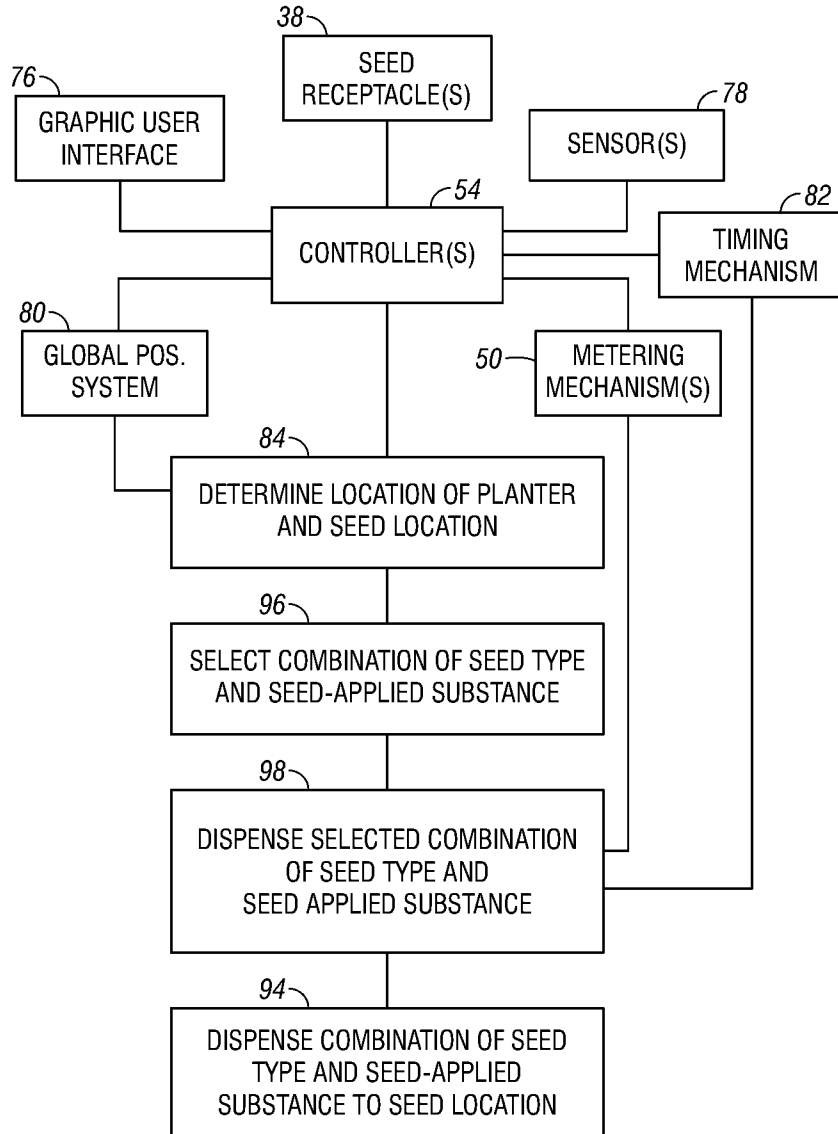 38
SEED
RECEPTACLE(S)
76
GRAPHIC USER
INTERFACE
78
SENSOR(S)
54
CONTROLLER(S)
82
TIMING
MECHANISM
80
GLOBAL POS.
SYSTEM
50
METERING
MECHANISM(S)
84
DETERMINE LOCATION OF PLANTER
AND SEED LOCATION
96
SELECT COMBINATION OF SEED TYPE
AND SEED-APPLIED SUBSTANCE
98
DISPENSE SELECTED COMBINATION
OF SEED TYPE AND
SEED APPLIED SUBSTANCE
94
DISPENSE COMBINATION OF SEED
TYPE AND SEED-APPLIED
SUBSTANCE TO SEED LOCATION